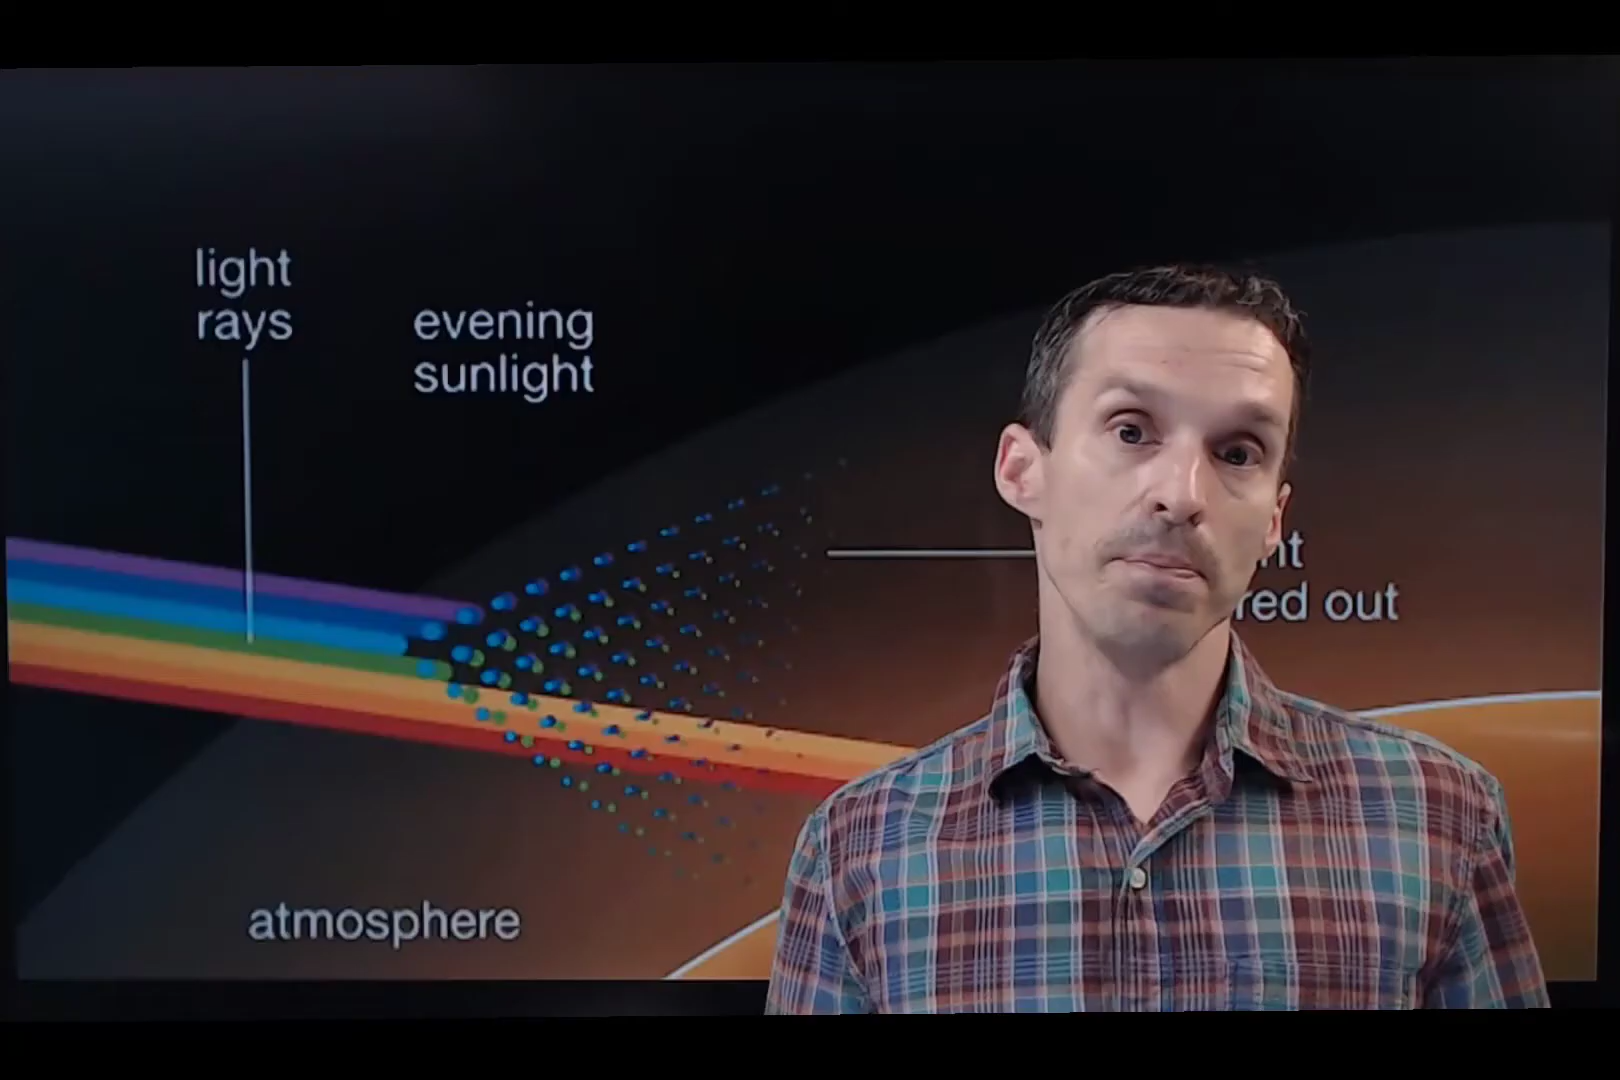 light
rays
evening
sunlight
red out
atmosphere